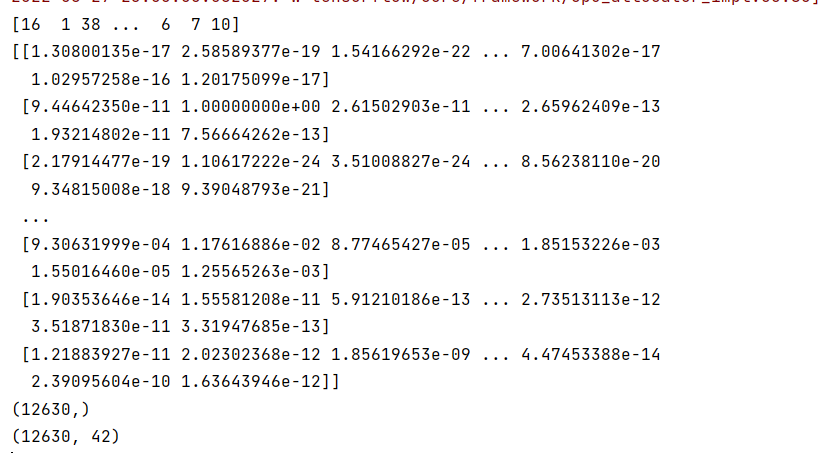 [16  1 38 ...  6  7 10]
[[1.30800135e-17 2.58589377e-19 1.54166292e-22 ... 7.00641302e-17
  1.02957258e-16 1.20175099e-17]
 [9.44642350e-11 1.00000000e+00 2.61502903e-11 ... 2.65962409e-13
  1.93214802e-11 7.56664262e-13]
 [2.17914477e-19 1.10617222e-24 3.51008827e-24 ... 8.56238110e-20
  9.34815008e-18 9.39048793e-21]
 ...
 [9.30631999e-04 1.17616886e-02 8.77465427e-05 ... 1.85153226e-03
  1.55016460e-05 1.25565263e-03]
 [1.90353646e-14 1.55581208e-11 5.91210186e-13 ... 2.73513113e-12
  3.51871830e-11 3.31947685e-13]
 [1.21883927e-11 2.02302368e-12 1.85619653e-09 ... 4.47453388e-14
  2.39095604e-10 1.63643946e-12]]
(12630,)
(12630, 42)